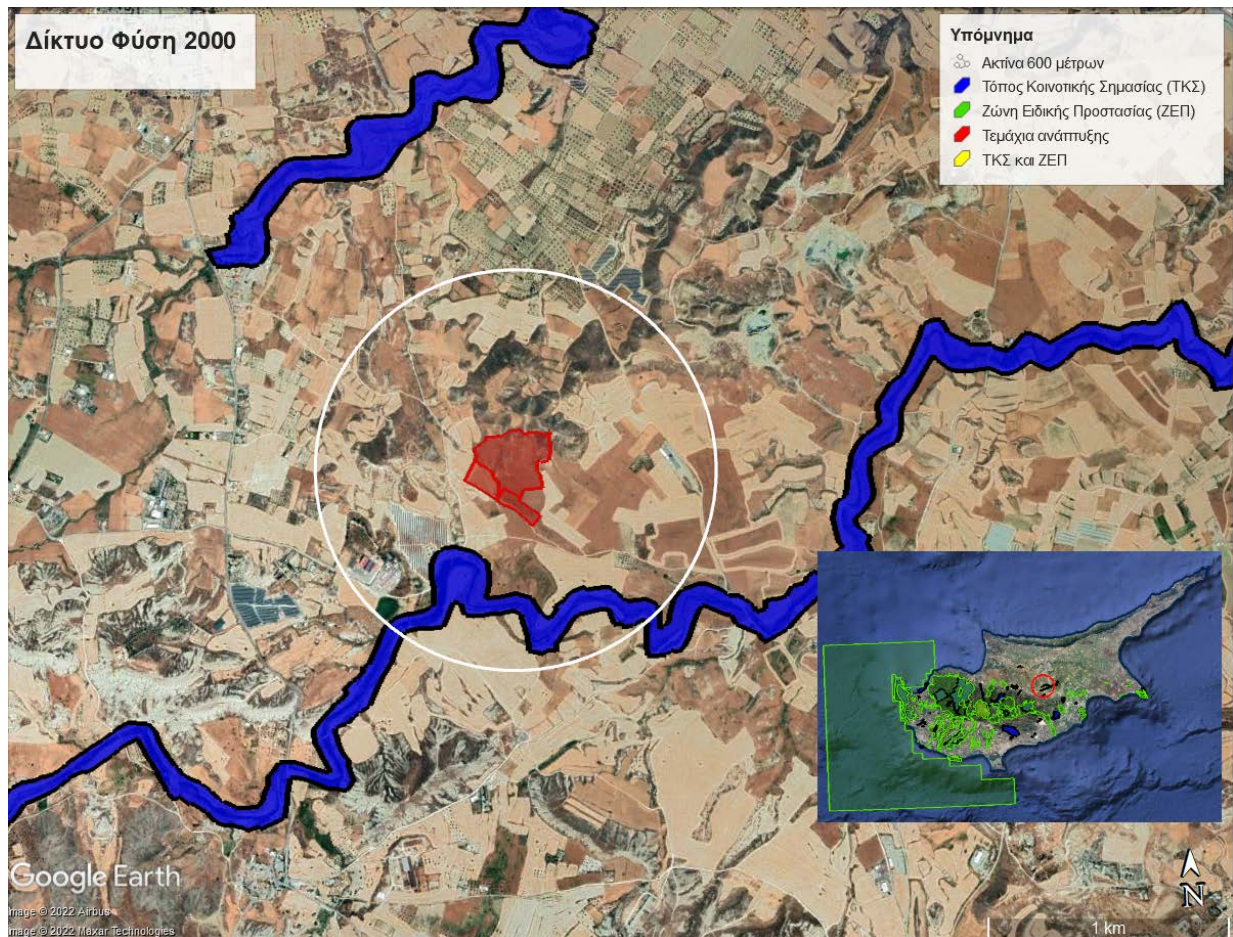 Δίκτυο Φύση 2000
Υπόμνημα
Ακτίνα 600 μέτρων
Τόπος Κοινοτικής Σημασίας (ΤΚΣ)
Ζώνη Ειδικής Προστασίας (ΖΕΠ)
Τεμάχια ανάπτυξης
ΤΚΣ και ΖΕΠ
Google Earth
Image © 2022 Airbus
Image © 2022 Maxar Technologies
N
1 km